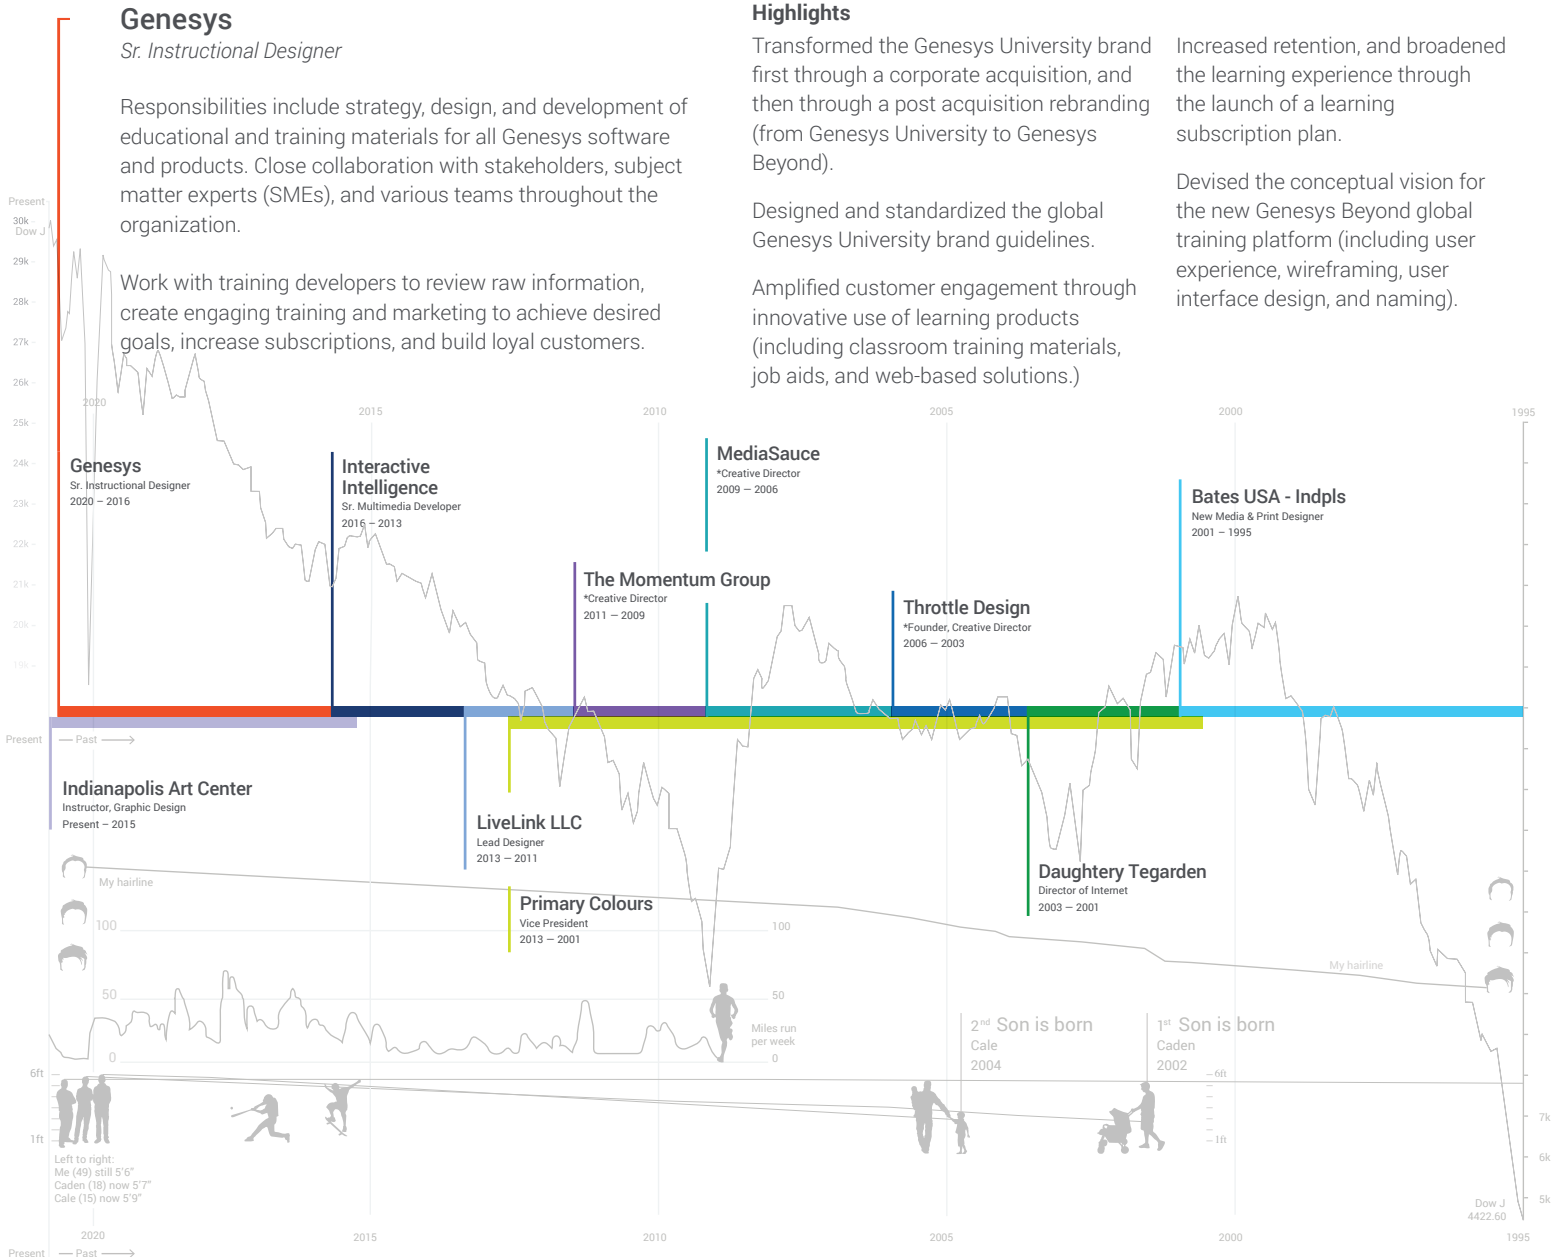 Genesys
Sr. Instructional Designer
Responsibilities include strategy, design, and development of
educational and training materials for all Genesys software
and products. Close collaboration with stakeholders, subject
matter experts (SMEs), and various teams throughout the
organization.
Work with training developers to review raw information,
create engaging training and marketing to achieve desired
goals, increase subscriptions, and build loyal customers.
Highlights
Transformed the Genesys University brand
first through a corporate acquisition, and
then through a post acquisition rebranding
(from Genesys University to Genesys
Beyond).
Designed and standardized the global
Genesys University brand guidelines.
Amplified customer engagement through
innovative use of learning products
(including classroom training materials,
job aids, and web-based solutions.)
Increased retention, and broadened
the learning experience through
the launch of a learning
subscription plan.
Devised the conceptual vision for
the new Genesys Beyond global
training platform (including user
experience, wireframing, user
interface design, and naming).
Present
30k
Dow J
29k
28k
27k
26k
25k
24k
23k
22k
21k
20k
19k
2020
2015
2010
2005
2000
1995
Genesys
Sr. Instructional Designer
2020 – 2016
Interactive
Intelligence
Sr. Multimedia Developer
2016 – 2013
MediaSauce
*Creative Director
2009 – 2006
Bates USA - Indpls
New Media & Print Designer
2001 – 1995
The Momentum Group
*Creative Director
2011 – 2009
Throttle Design
*Founder, Creative Director
2006 – 2003
Present
Past
Indianapolis Art Center
Instructor, Graphic Design
Present – 2015
LiveLink LLC
Lead Designer
2013 – 2011
Primary Colours
Vice President
2013 – 2001
Daughtery Tegarden
Director of Internet
2003 – 2001
My hairline
My hairline
100
50
0
100
50
Miles run
per week
0
2nd Son is born
Cale
2004
1st Son is born
Caden
2002
6ft
1ft
6ft
1ft
Left to right:
Me (49) still 5'6"
Caden (18) now 5'7"
Cale (15) now 5'9"
7k
6k
5k
Dow J
4422.60
2020
2015
2010
2005
2000
1995
Present
Past